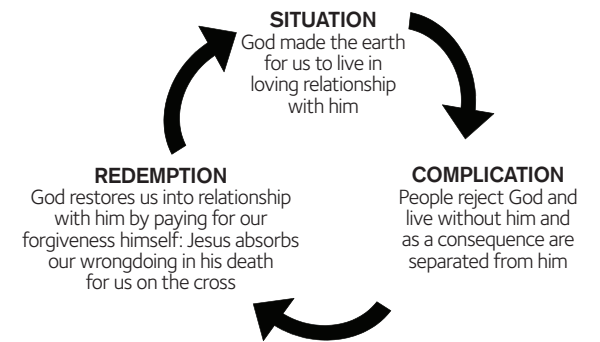 SITUATION
God made the earth
for us to live in
loving relationship
with him
COMPLICATION
People reject God and
live without him and
as a consequence are
separated from him
REDEMPTION
God restores us into relationship
with him by paying for our
forgiveness himself: Jesus absorbs
our wrongdoing in his death
for us on the cross